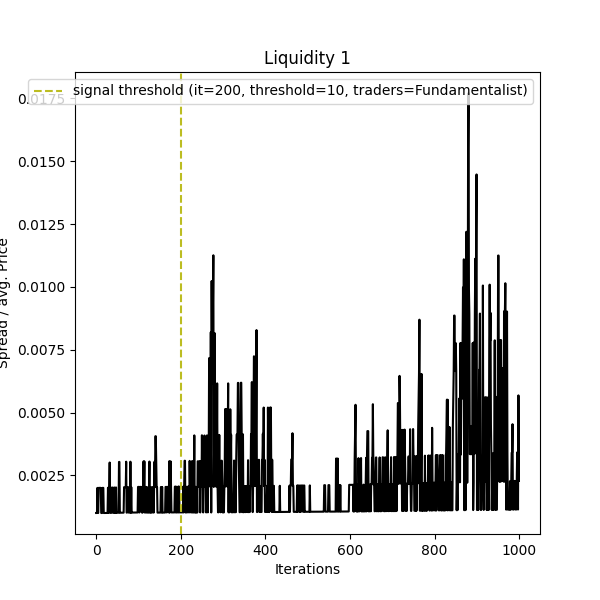 Liquidity 1
signal threshold (it=200, threshold=10, traders=Fundamentalist)
0.0175
0.0150
0.0125
0.0100
0.0075
0.0050
0.0025
Spread / avg. Price
0 200 400 600 800 1000
Iterations